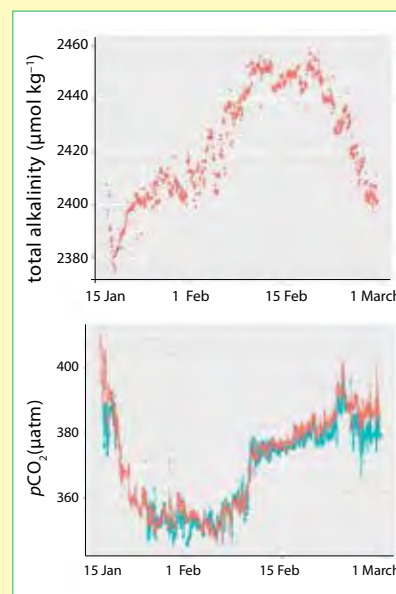 total alkalinity (µmol kg⁻¹)
2460
2440
2420
2400
2380
15 Jan 1 Feb 15 Feb 1 March
pCO₂(µatm)
400
380
360
15 Jan 1 Feb 15 Feb 1 March